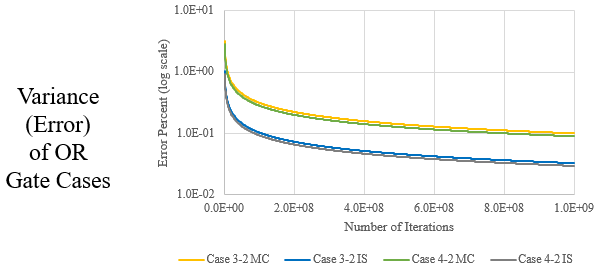 Variance
(Error)
of OR
Gate Cases
Error Percent (log scale)
1.0E+01
1.0E+00
1.0E-01
1.0E-02
0.0E+00 2.0E+08 4.0E+08 6.0E+08 8.0E+08 1.0E+09
Number of Iterations
Case 3-2 MC Case 3-2 IS Case 4-2 MC Case 4-2 IS